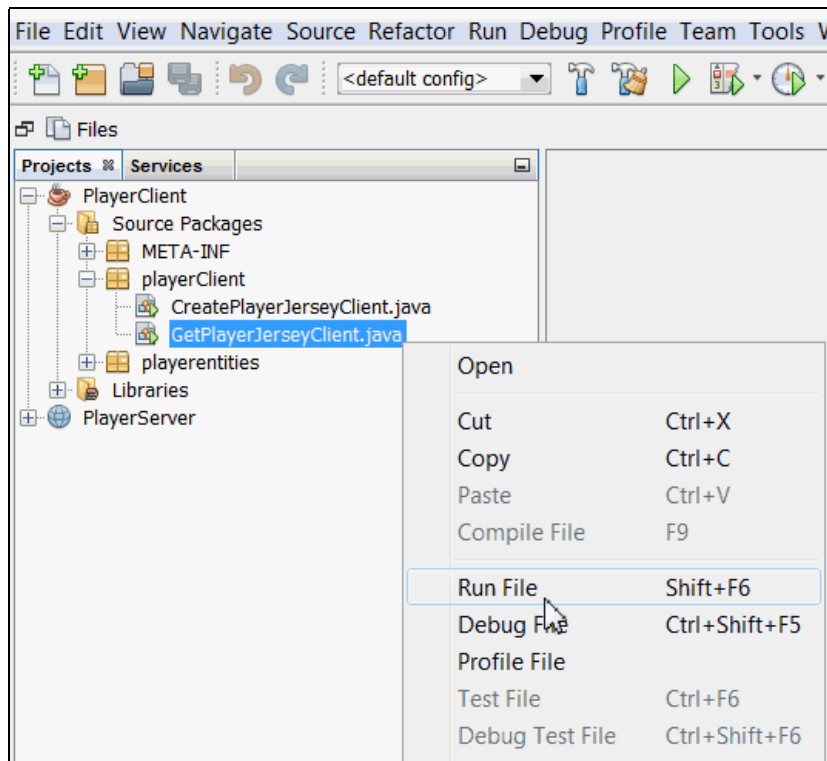 File Edit View Navigate Source Refactor Run Debug Profile Team Tools
<default config>
Files
Projects Services
PlayerClient
Source Packages
META-INF
playerClient
CreatePlayerJerseyClient.java
GetPlayerJerseyClient.java
playerentities
Libraries
PlayerServer
Open
Cut Ctrl+X
Copy Ctrl+C
Paste Ctrl+V
Compile File F9
Run File Shift+F6
Debug File Ctrl+Shift+F5
Profile File
Test File Ctrl+F6
Debug Test File Ctrl+Shift+F6